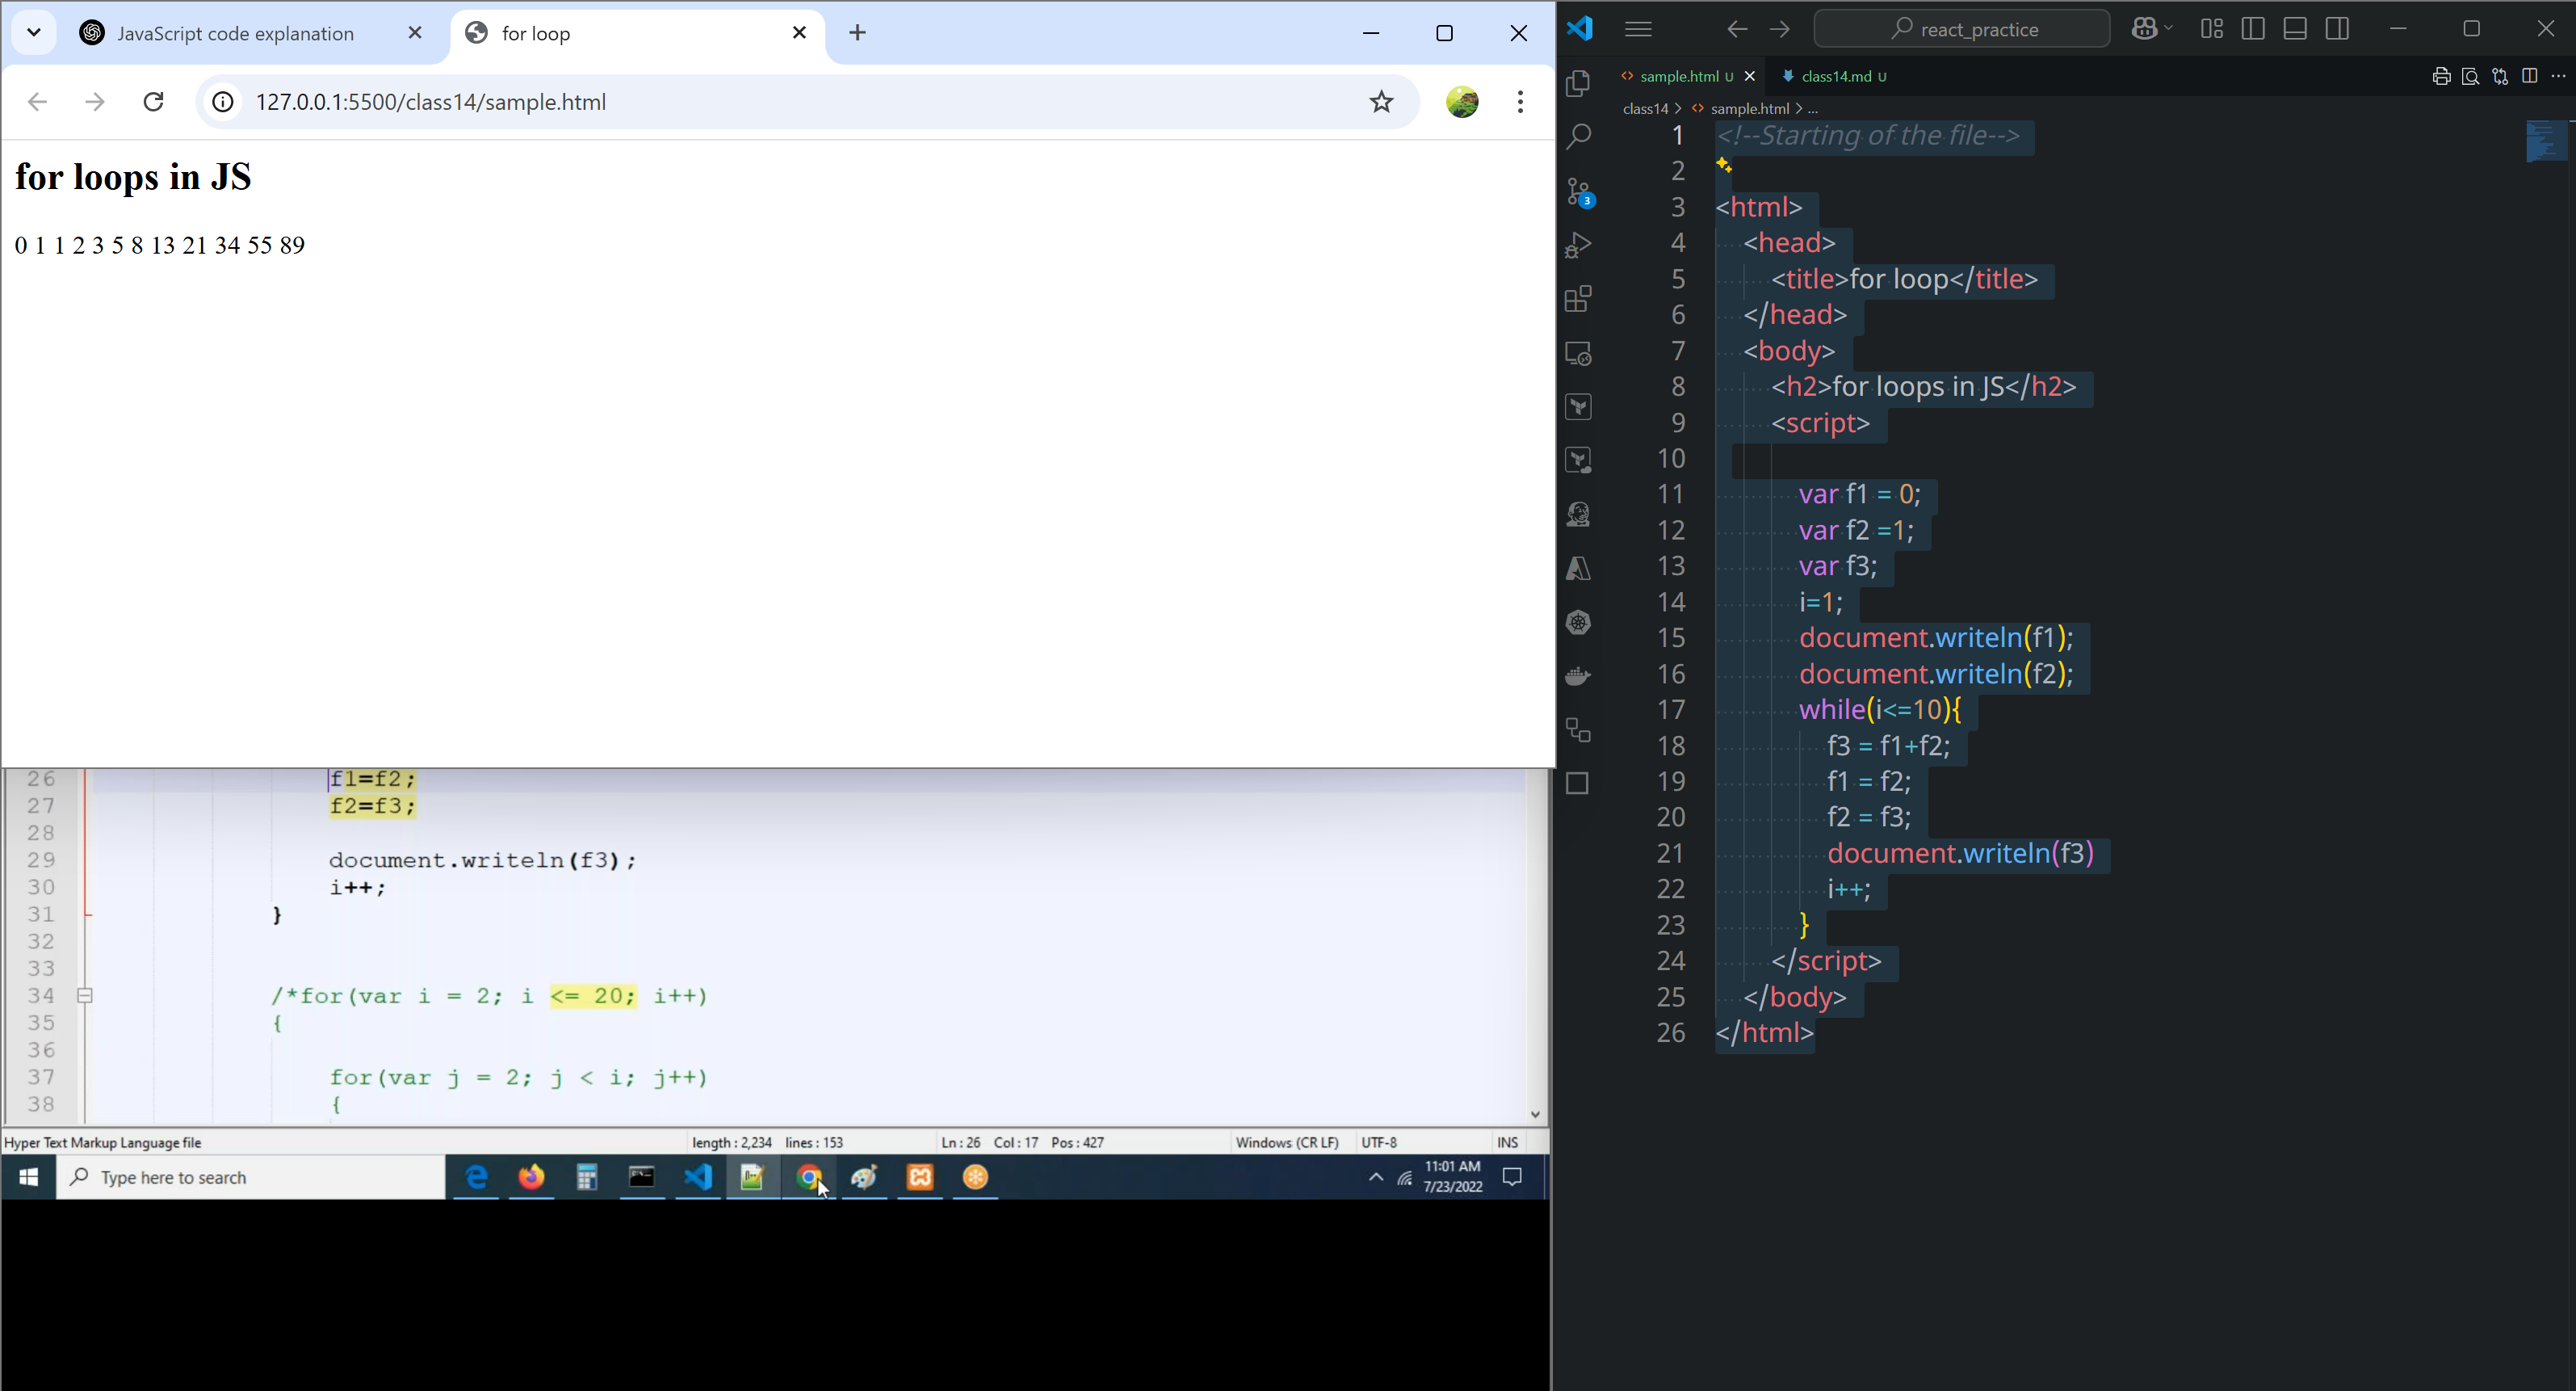 JavaScript code explanation
for loop
127.0.0.1:5500/class14/sample.html
for loops in JS
0 1 1 2 3 5 8 13 21 34 55 89
26 f1=f2;
27 f2=f3;
28
29 document.writeln(f3);
30 i++;
31 }
32
33
34 /*for(var i = 2; i <= 20; i++)
35 {
36
37 for(var j = 2; j < i; j++)
38 {
Hyper Text Markup Language file length : 2,234 lines : 153 Ln : 26 Col : 17 Pos : 427 Windows (CR LF) UTF-8 INS
Type here to search
11:01 AM
7/23/2022
react_practice
sample.html U
class14.md U
class14 > sample.html > ...
3
1 <!--Starting of the file-->
2
3 <html>
4 <head>
5 <title>for loop</title>
6 </head>
7 <body>
8 <h2>for loops in JS</h2>
9 <script>
10
11 var f1 = 0;
12 var f2 =1;
13 var f3;
14 i=1;
15 document.writeln(f1);
16 document.writeln(f2);
17 while(i<=10){
18 f3 = f1+f2;
19 f1 = f2;
20 f2 = f3;
21 document.writeln(f3)
22 i++;
23 }
24 </script>
25 </body>
26 </html>